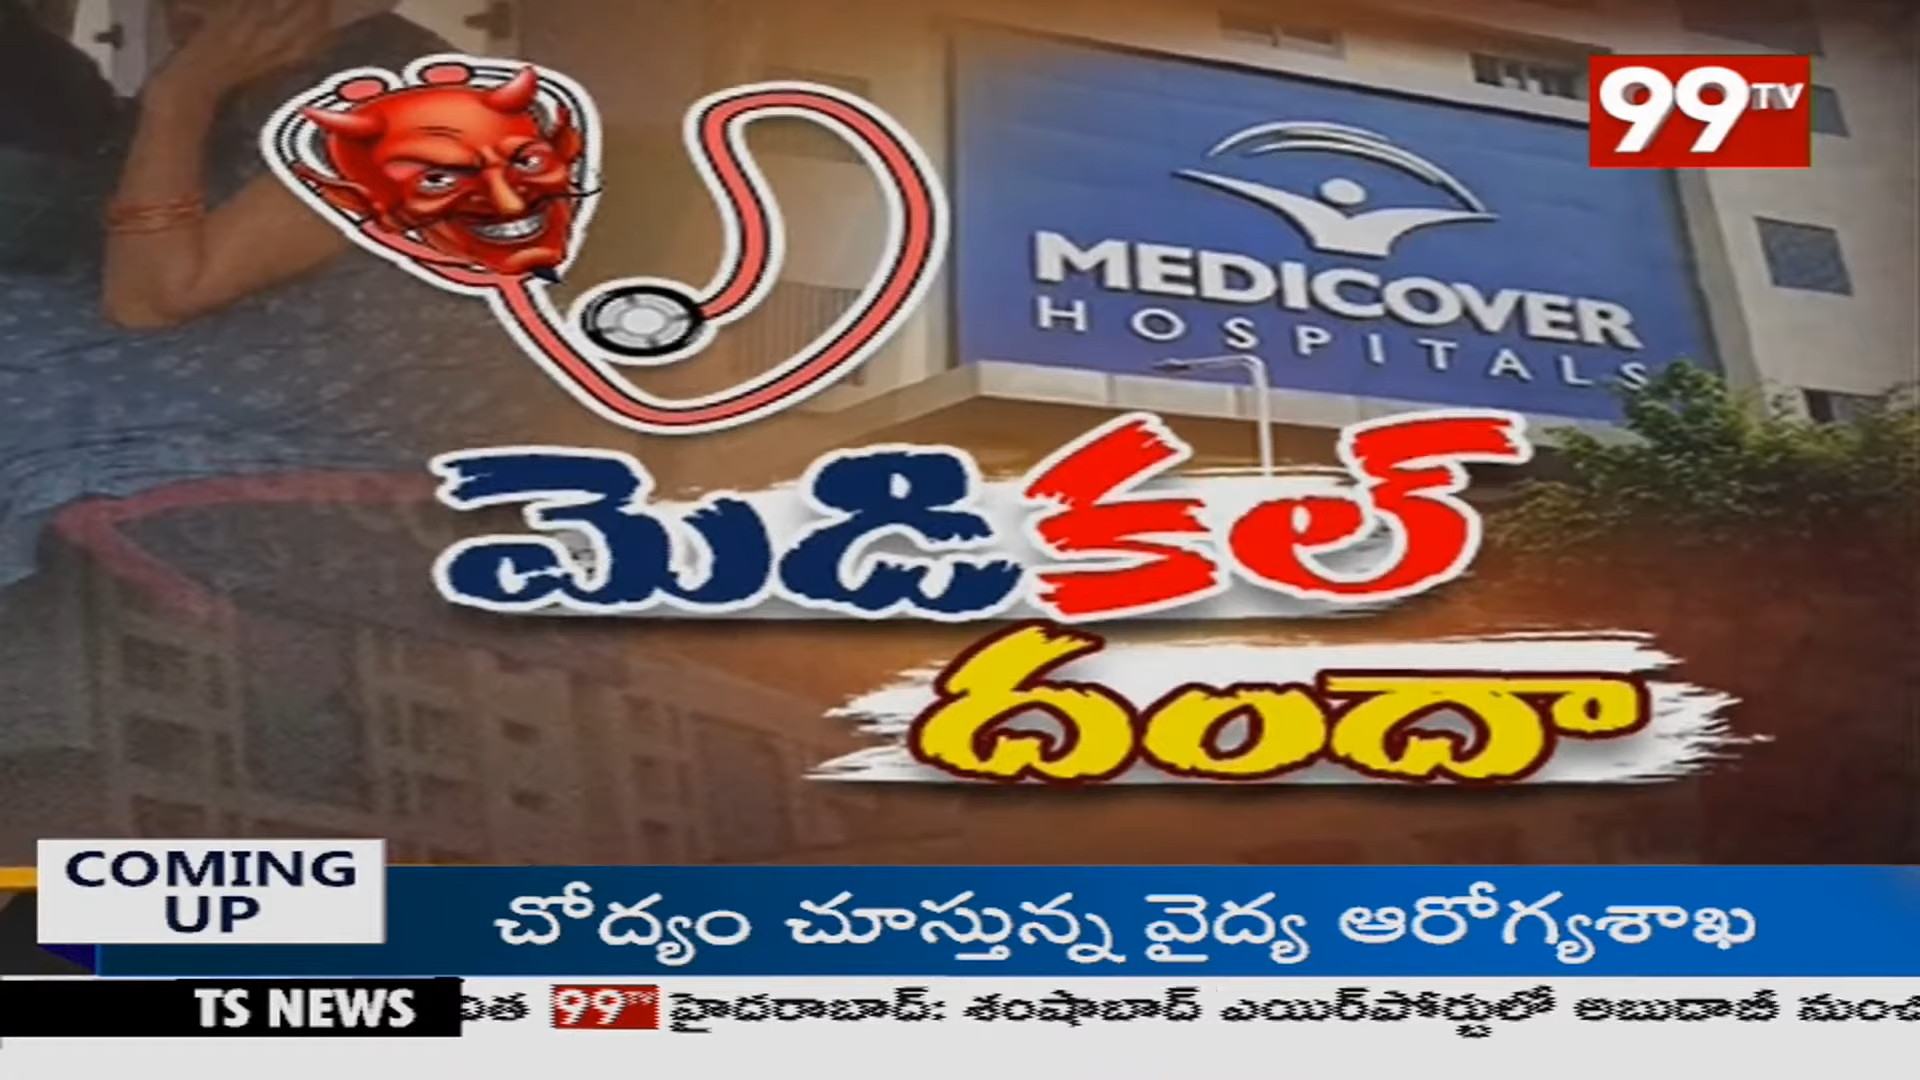 99TV
MEDICOVER
HOSPITALS
మెడికల్
దందా
COMING
UP
చోద్యం చూస్తున్న వైద్య ఆరోగ్యశాఖ
TS NEWS
99TV హైదరాబాద్: శంషాబాద్ ఎయిర్‌పోర్టులో అబుదాబీ